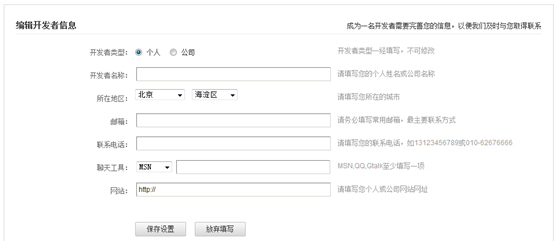 编辑开发者信息 成为一名开发者需要完善您的信息，以便我们及时与您取得联系
开发者类型: 个人 公司 开发者类型一经填写，不可修改
开发者名称: 请填写您的个人姓名或公司名称
所在地区: 北京 海淀区 请填写您所在的城市
邮箱: 请务必填写常用邮箱，最主要联系方式
联系电话: 请填写您的联系电话，如13123456789或010-62676666
聊天工具: MSN MSN,QQ,Gtalk至少填写一项
网站: http:// 请填写您个人或公司网站网址
保存设置 放弃填写